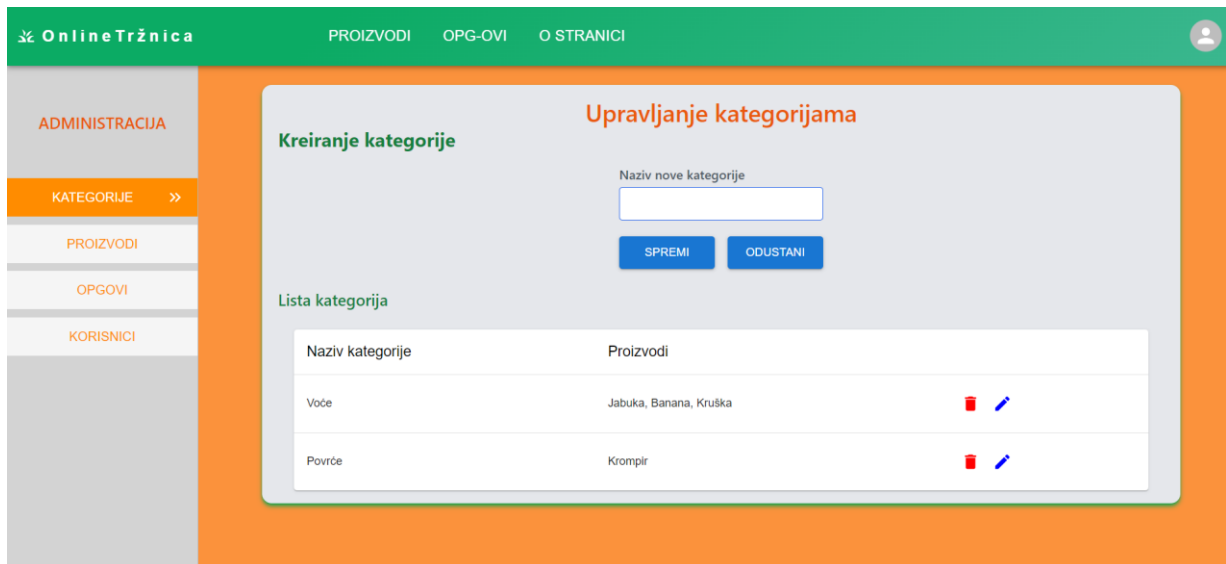 OnlineTržnica PROIZVODI OPG-OVI O STRANICI
ADMINISTRACIJA
KATEGORIJE »
PROIZVODI
OPGOVI
KORISNICI
Upravljanje kategorijama
Kreiranje kategorije
Naziv nove kategorije
SPREMI ODUSTANI
Lista kategorija
Naziv kategorije Proizvodi
Voće Jabuka, Banana, Kruška
Povrće Krompir